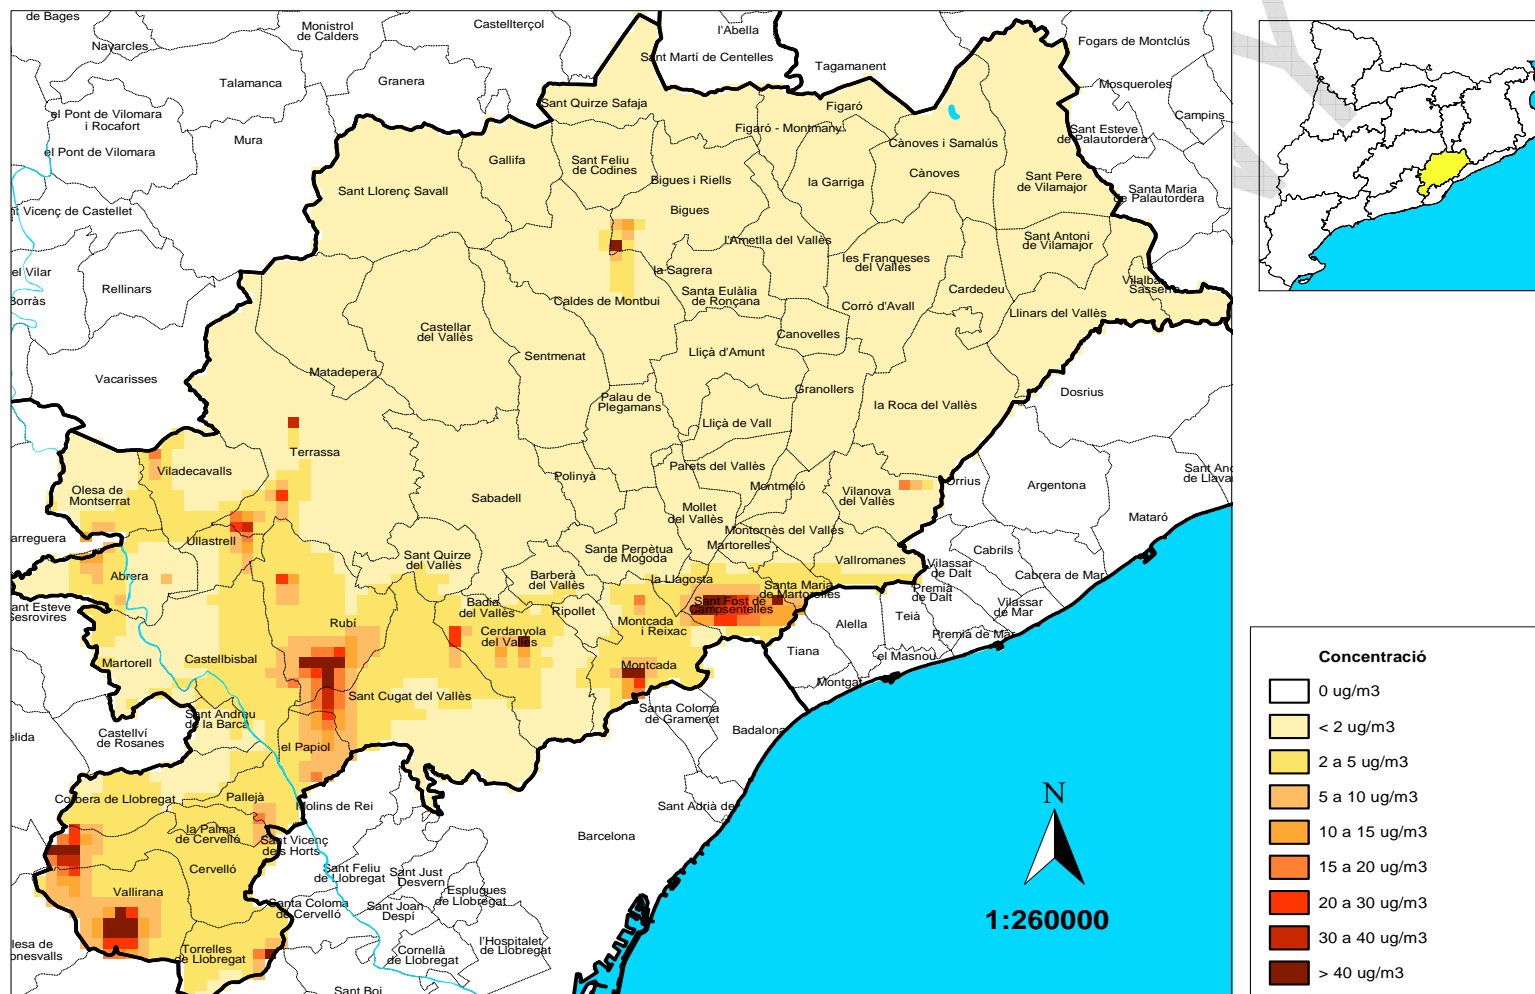 de Bages
Navarcles
Monistrol
de Calders
Castellterçol
l'Abella
Sant Martí de Centelles
Tagamanent
Fogars de Montclús
Mosqueroles
Campins
Talamanca
Granera
el Pont de Vilomara
i Rocafort
el Pont de Vilomara
Mura
Sant Quirze Safaja
Figaró
Figaró - Montmany
Cànoves i Samalús
Cànoves
Sant Esteve
de Palautordera
Santa Maria
de Palautordera
Gallifa
Sant Feliu
de Codines
Bigues i Riells
Bigues
la Garriga
Sant Pere
de Vilamajor
Sant Llorenç Savall
Vicenç de Castellet
el Vilar
Borràs
Rellinars
l'Ametlla del Vallès
les Franqueses
del Vallès
Sant Antoni
de Vilamajor
la Sagrera
Santa Eulàlia
de Ronçana
Caldes de Montbui
Corró d'Avall
Cardedeu
Vilalba
Sasserra
Llinars del Vallès
Castellar
del Vallès
Sentmenat
Canovelles
Lliçà d'Amunt
Vacarisses
Matadepera
Palau de
Plegamans
Granollers
la Roca del Vallès
Dosrius
Lliçà de Vall
Terrassa
Viladecavalls
Olesa de
Montserrat
Polinyà
Parets del Vallès
Montmeló
Sabadell
Vilanova
del Vallès
Orrius
Argentona
Sant And
de Llava
Mollet
del Vallès
Mataró
Montornès del Vallès
Martorelles
arreguera
Ullastrell
Sant Quirze
del Vallès
Santa Perpètua
de Mogoda
Vallromanes
Cabrils
Vilassar
de Dalt
Cabrera de Mar
Abrera
Barberà
del Vallès
la Llagosta
Santa Maria
de Martorelles
Premià
de Dalt
Vilassar
de Mar
ant Esteve
Sesrovires
Badia
del Vallès
Ripollet
Sant Fost de
Campsentelles
Alella
Teià
Premià de Mar
Rubí
Cerdanyola
del Vallès
Montcada
i Reixac
Tiana
el Masnou
Martorell
Castellbisbal
Montcada
Montgat
Sant Cugat del Vallès
Santa Coloma
de Gramenet
Badalona
Sant Andreu
de la Barca
Castellví
de Rosanes
elida
el Papiol
Corbera de Llobregat
Pallejà
Molins de Rei
Sant Adrià de
la Palma
de Cervelló
Sant Vicenç
dels Horts
Barcelona
Cervelló
Sant Feliu
de Llobregat
Sant Just
Desvern
Vallirana
Esplugues
de Llobregat
Santa Coloma
de Cervelló
Sant Joan
Despí
lesa de
onesvalls
Torrelles
de Llobregat
Cornellà
de Llobregat
l'Hospitalet
de Llobregat
Sant Boi
N
1:260000
Concentració
0 ug/m3
< 2 ug/m3
2 a 5 ug/m3
5 a 10 ug/m3
10 a 15 ug/m3
15 a 20 ug/m3
20 a 30 ug/m3
30 a 40 ug/m3
> 40 ug/m3